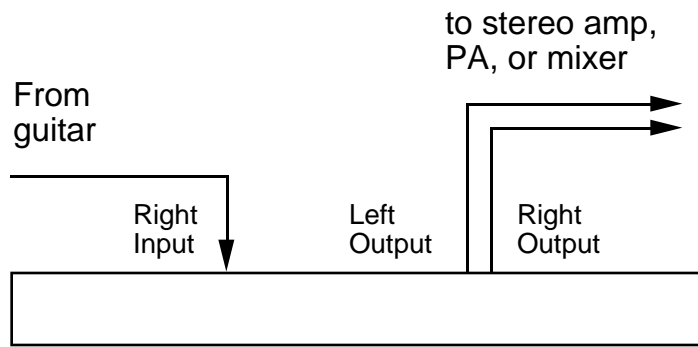 to stereo amp,
PA, or mixer
From
guitar
Right
Input
Left
Output
Right
Output